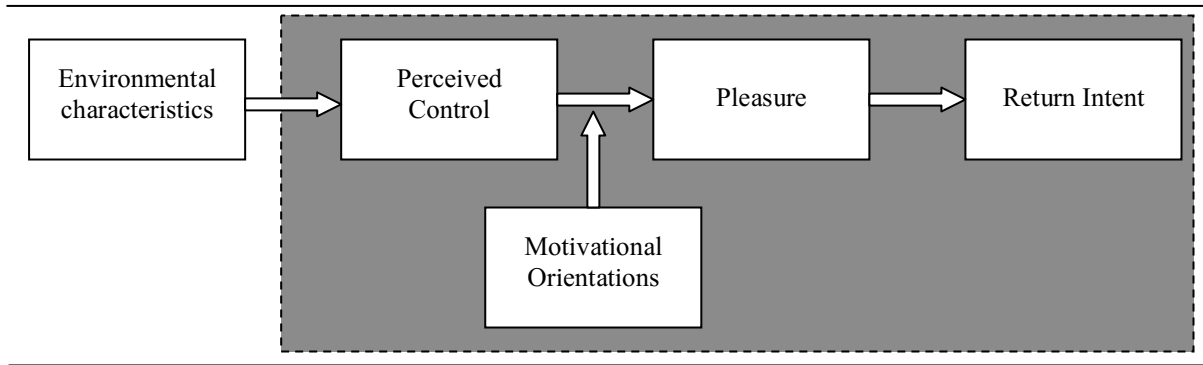 Environmental
characteristics
Perceived
Control
Pleasure
Return Intent
Motivational
Orientations